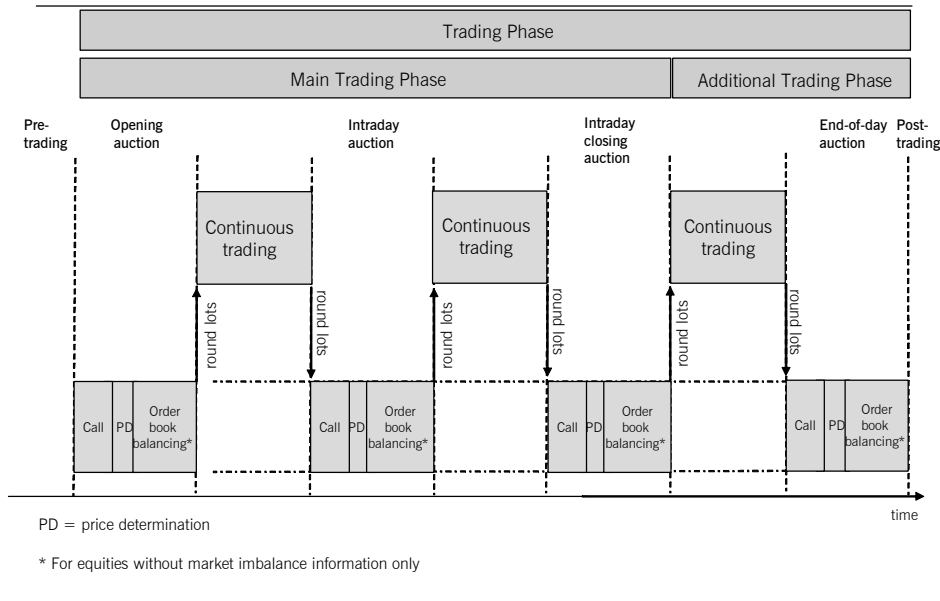 Trading Phase
Main Trading Phase
Additional Trading Phase
Pre-
trading
Opening
auction
Intraday
auction
Intraday
closing
auction
End-of-day
auction
Post-
trading
Continuous
trading
Continuous
trading
Continuous
trading
round lots
round lots
round lots
round lots
round lots
round lots
Call
PD
Order
book
balancing*
Call
PD
Order
book
balancing*
Call
PD
Order
book
balancing*
Call
PD
Order
book
balancing*
time
PD = price determination
* For equities without market imbalance information only